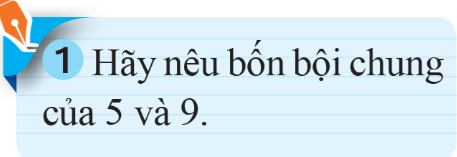 1 Hãy nêu bốn bội chung
của 5 và 9.